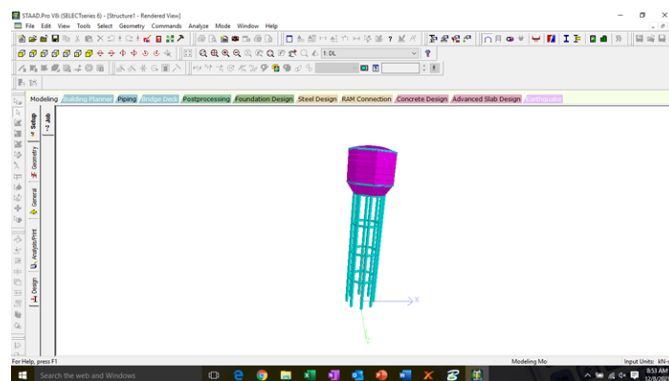 STAAD.Pro V8i (SELECTseries 6) - [Structure1 - Rendered View]
File Edit View Tools Select Geometry Commands Analyze Mode Window Help
1: DL
Modeling Building Planner Piping Bridge Deck Postprocessing Foundation Design Steel Design RAM Connection Concrete Design Advanced Slab Design Earthquake
Setup
Job
Geometry
General
Analysis/Print
Design
X
For Help, press F1
Modeling Mo
Input Units: kN-
Search the web and Windows
8:53 AM